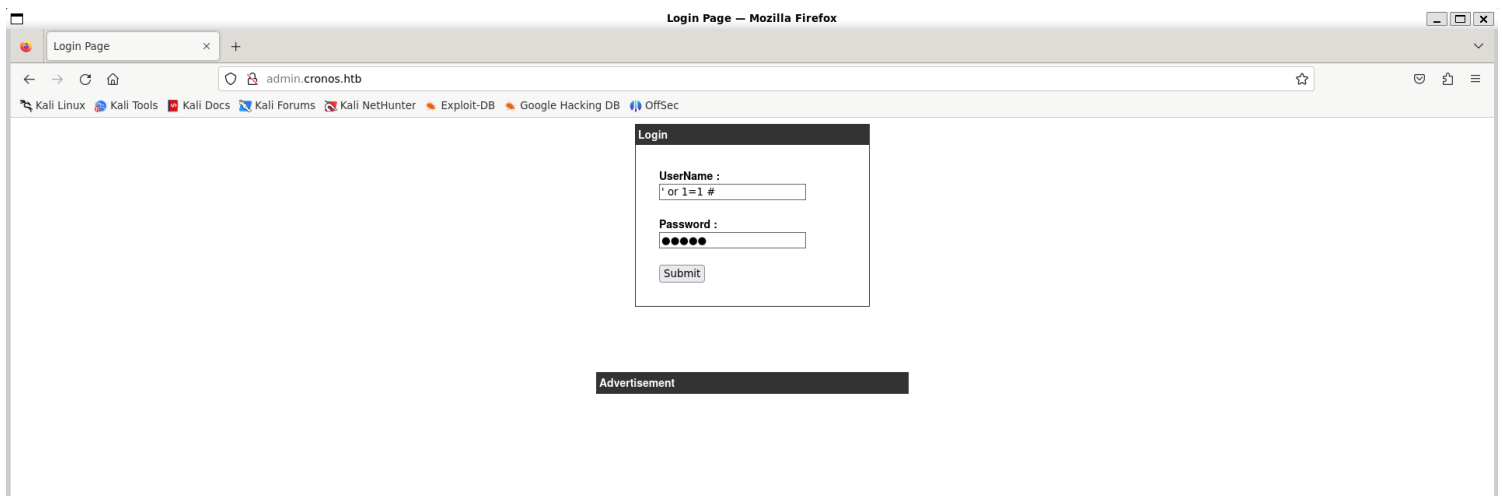 Login Page — Mozilla Firefox
Login Page
admin.cronos.htb
Kali Linux Kali Tools Kali Docs Kali Forums Kali NetHunter Exploit-DB Google Hacking DB OffSec
Login
UserName :
' or 1=1 #
Password :
●●●●●
Submit
Advertisement